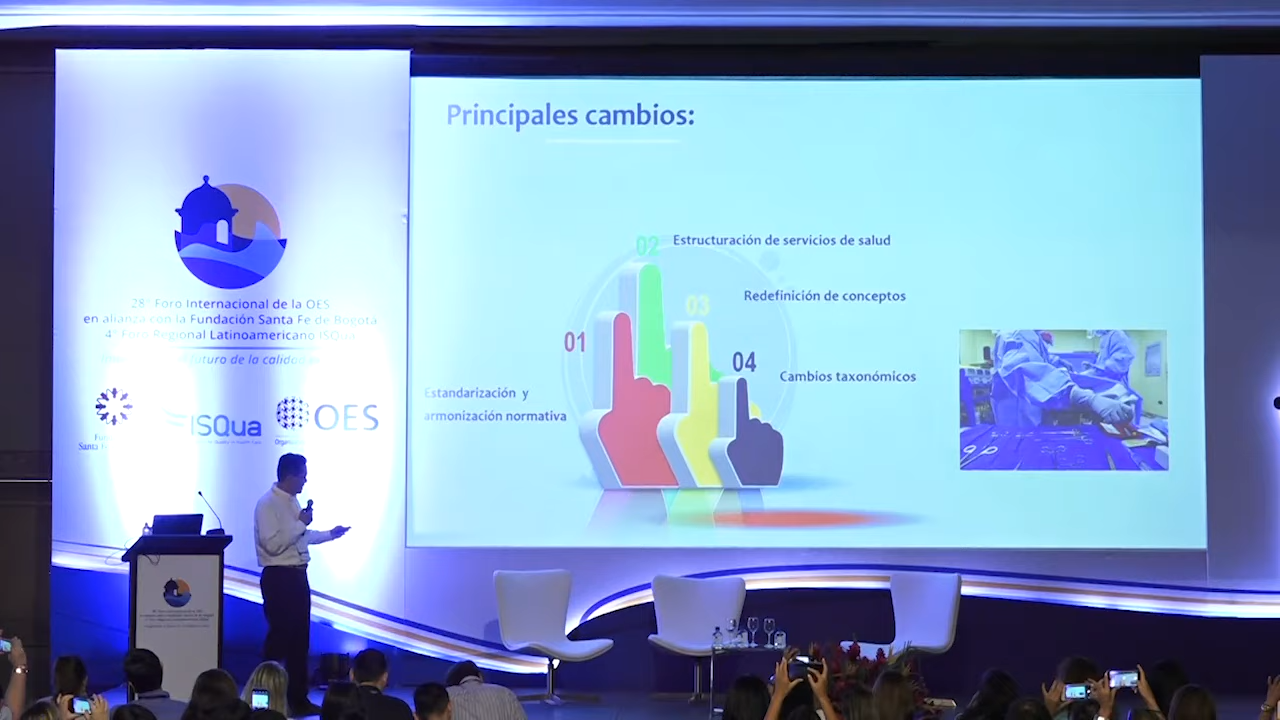 Principales cambios:
02
Estructuración de servicios de salud
03
Redefinición de conceptos
01
04
Cambios taxonómicos
Estandarización y
armonización normativa
28° Foro Internacional de la OES
en alianza con la Fundación Santa Fe de Bogotá
4° Foro Regional Latinoamericano ISQua
futuro de la calidad
ISQua
OES